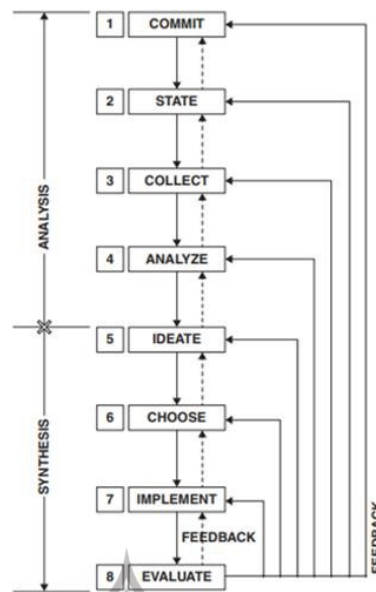 1 COMMIT
2 STATE
3 COLLECT
ANALYSIS
4 ANALYZE
5 IDEATE
6 CHOOSE
SYNTHESIS
7 IMPLEMENT
FEEDBACK
FEEDBACK
8 EVALUATE